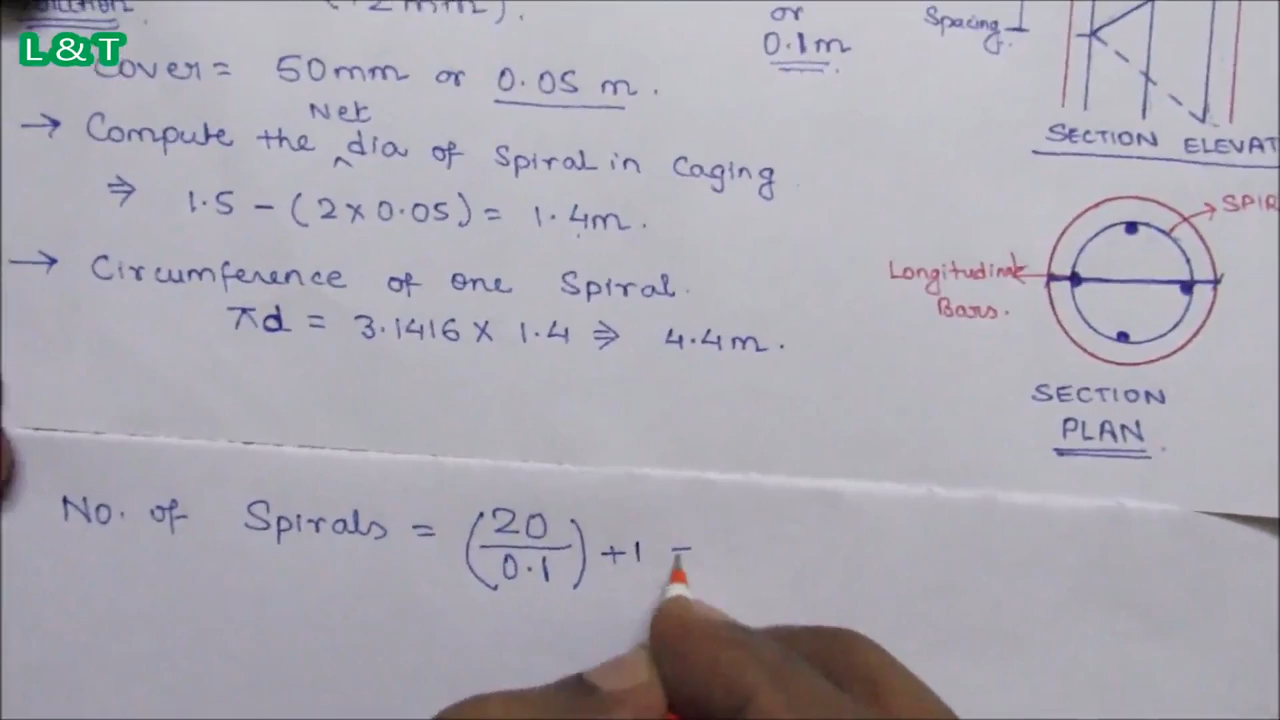 L & T
or
0.1m
Spacing.
Cover = 50mm or 0.05 m.
→ Compute the Net dia of Spiral in Caging
⇒ 1.5 - (2 x 0.05) = 1.4m.
→ Circumference of one Spiral.
πd = 3.1416 x 1.4 ⇒ 4.4m.
SECTION ELEVAT
SPIR
Longitudinal
Bars.
SECTION
PLAN
No. of Spirals = (20/0.1) + 1 =